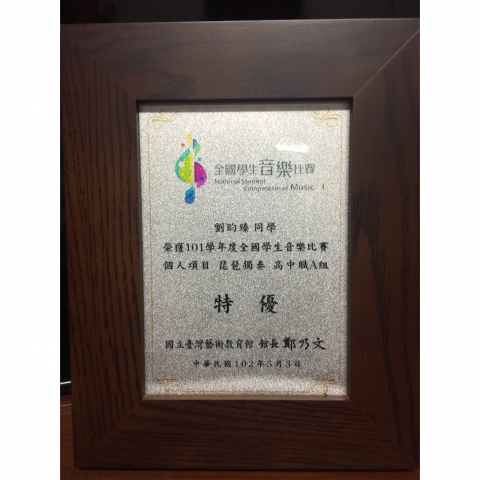 全國學生音樂比賽
National Student
Competition of Music
劉昀臻 同學
榮獲101學年度全國學生音樂比賽
個人項目 琵琶獨奏 高中職A組
特優
國立臺灣藝術教育館 館長 鄭乃文
中華民國102年5月3日